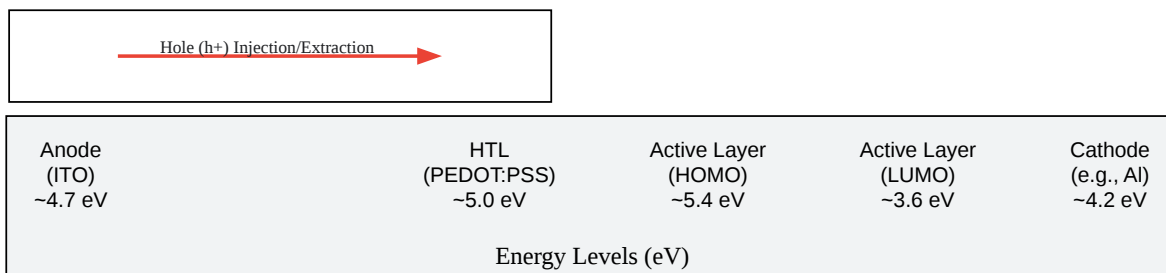 Hole (h+) Injection/Extraction
Anode
(ITO)
~4.7 eV
HTL
(PEDOT:PSS)
~5.0 eV
Active Layer
(HOMO)
~5.4 eV
Active Layer
(LUMO)
~3.6 eV
Cathode
(e.g., Al)
~4.2 eV
Energy Levels (eV)